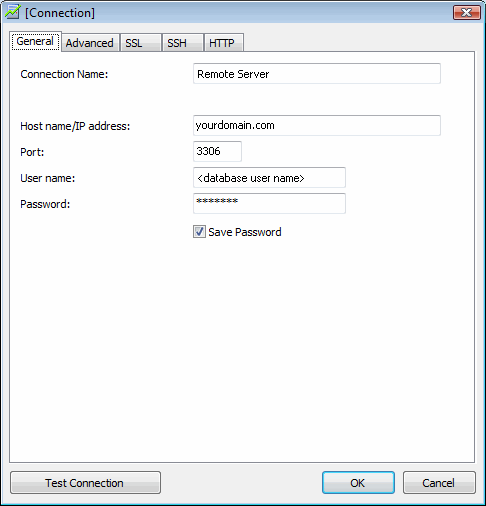 [Connection]
General Advanced SSL SSH HTTP
Connection Name: Remote Server
Host name/IP address: yourdomain.com
Port: 3306
User name: <database user name>
Password: *******
Save Password
Test Connection OK Cancel